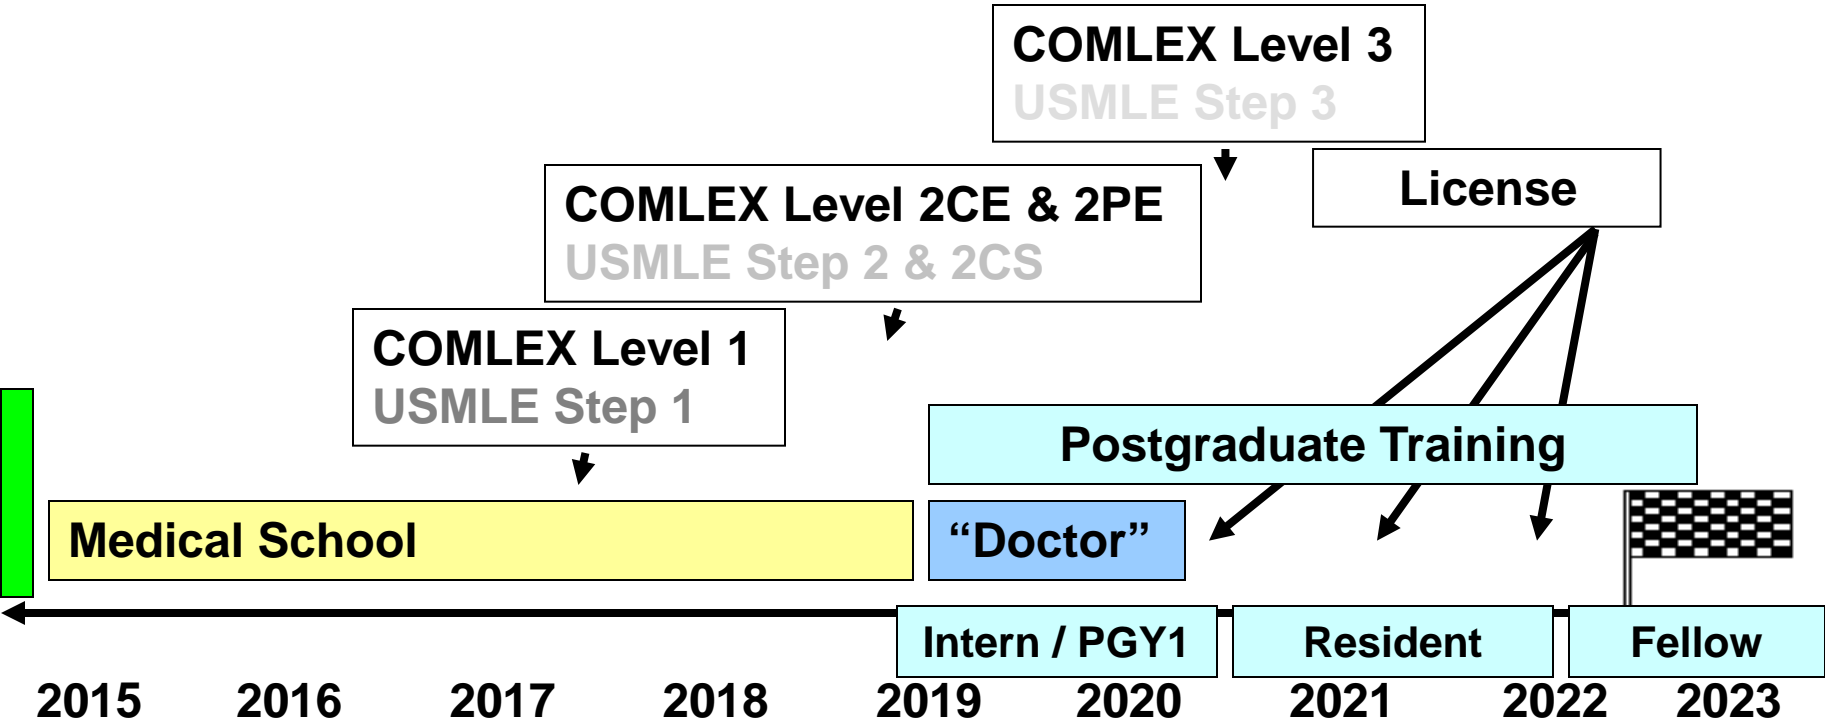 COMLEX Level 3
USMLE Step 3
License
COMLEX Level 2CE & 2PE
USMLE Step 2 & 2CS
COMLEX Level 1
USMLE Step 1
Postgraduate Training
Medical School
“Doctor”
Intern / PGY1
Resident
Fellow
2015 2016 2017 2018 2019 2020 2021 2022 2023